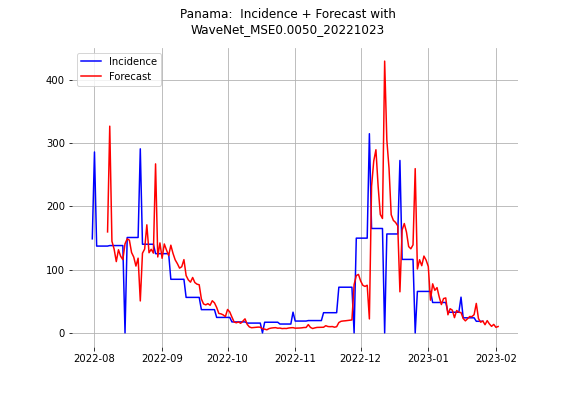 Panama:  Incidence + Forecast with
WaveNet_MSE0.0050_20221023
Incidence
Forecast
400
300
200
100
0
2022-08 2022-09 2022-10 2022-11 2022-12 2023-01 2023-02